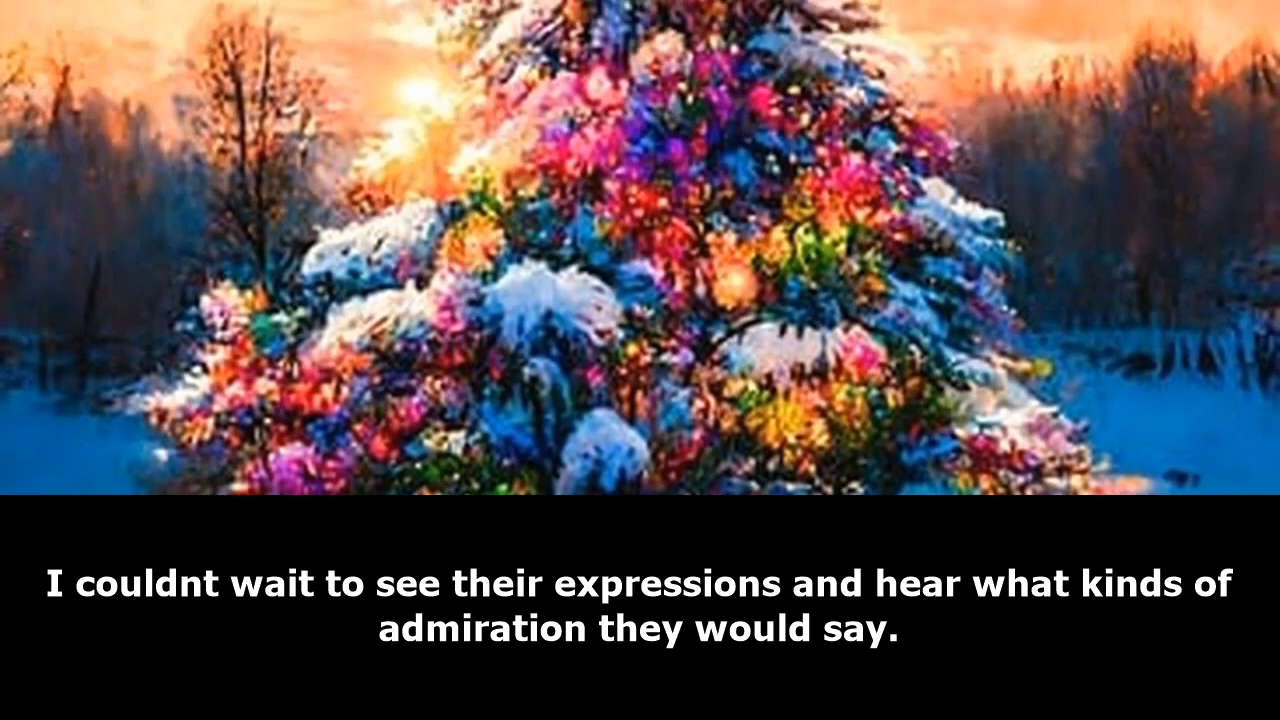 I couldnt wait to see their expressions and hear what kinds of
admiration they would say.